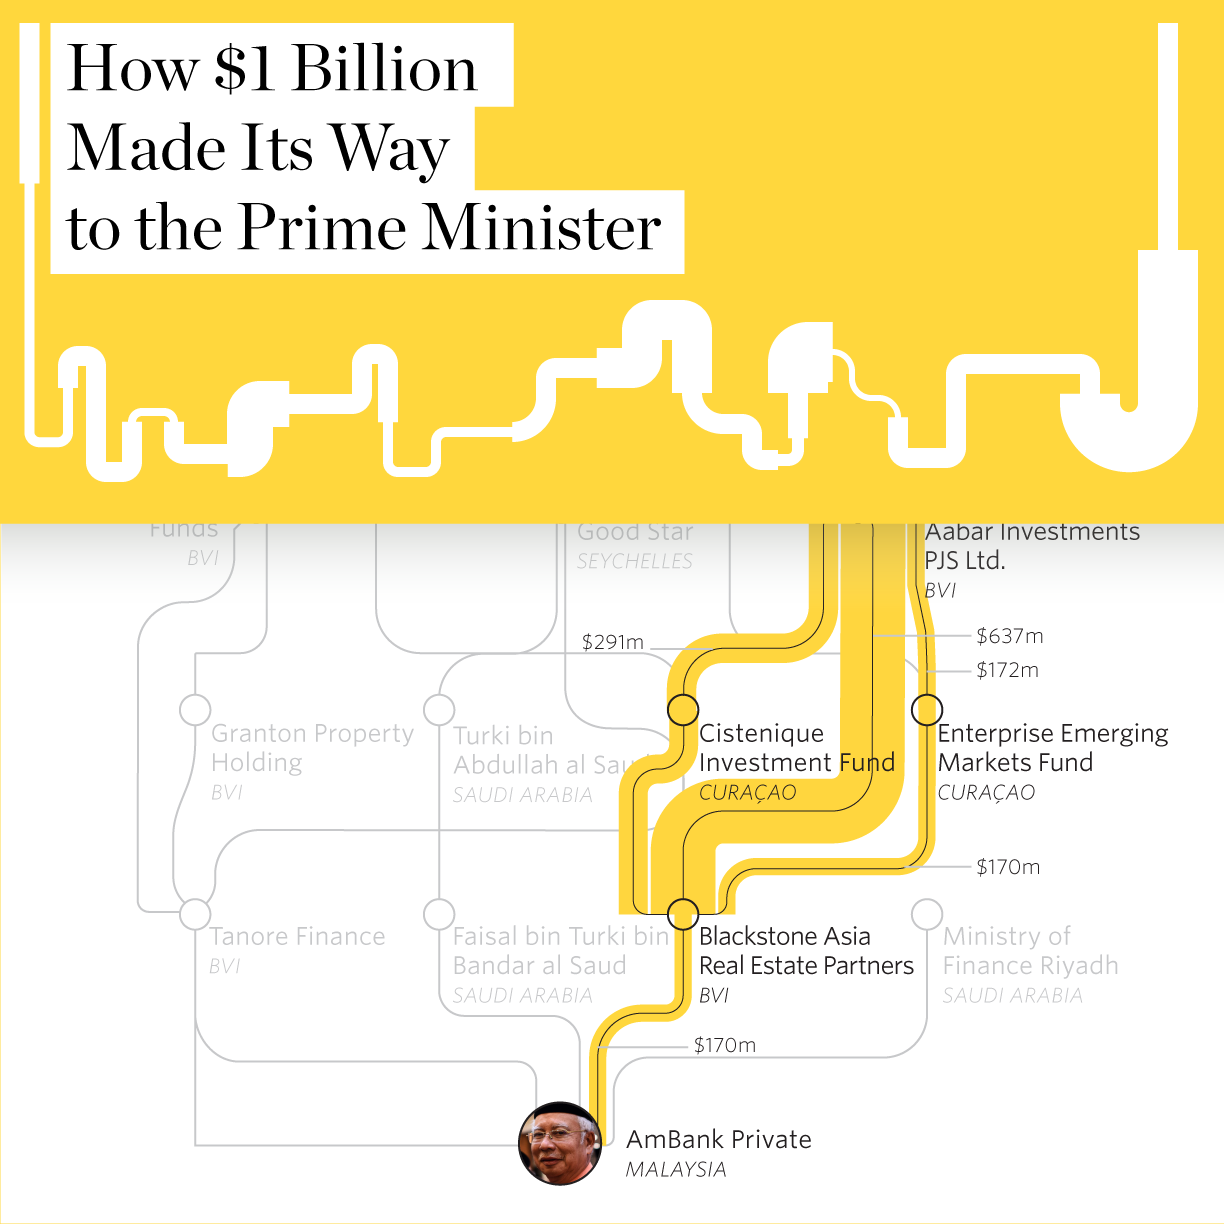 How $1 Billion
Made Its Way
to the Prime Minister
Funds
BVI
Good Star
SEYCHELLES
Aabar Investments
PJS Ltd.
BVI
$291m
$637m
$172m
Granton Property
Holding
BVI
Turki bin
Abdullah al Saud
SAUDI ARABIA
Cistenique
Investment Fund
CURAÇAO
Enterprise Emerging
Markets Fund
CURAÇAO
$170m
Tanore Finance
BVI
Faisal bin Turki bin
Bandar al Saud
SAUDI ARABIA
Blackstone Asia
Real Estate Partners
BVI
Ministry of
Finance Riyadh
SAUDI ARABIA
$170m
AmBank Private
MALAYSIA